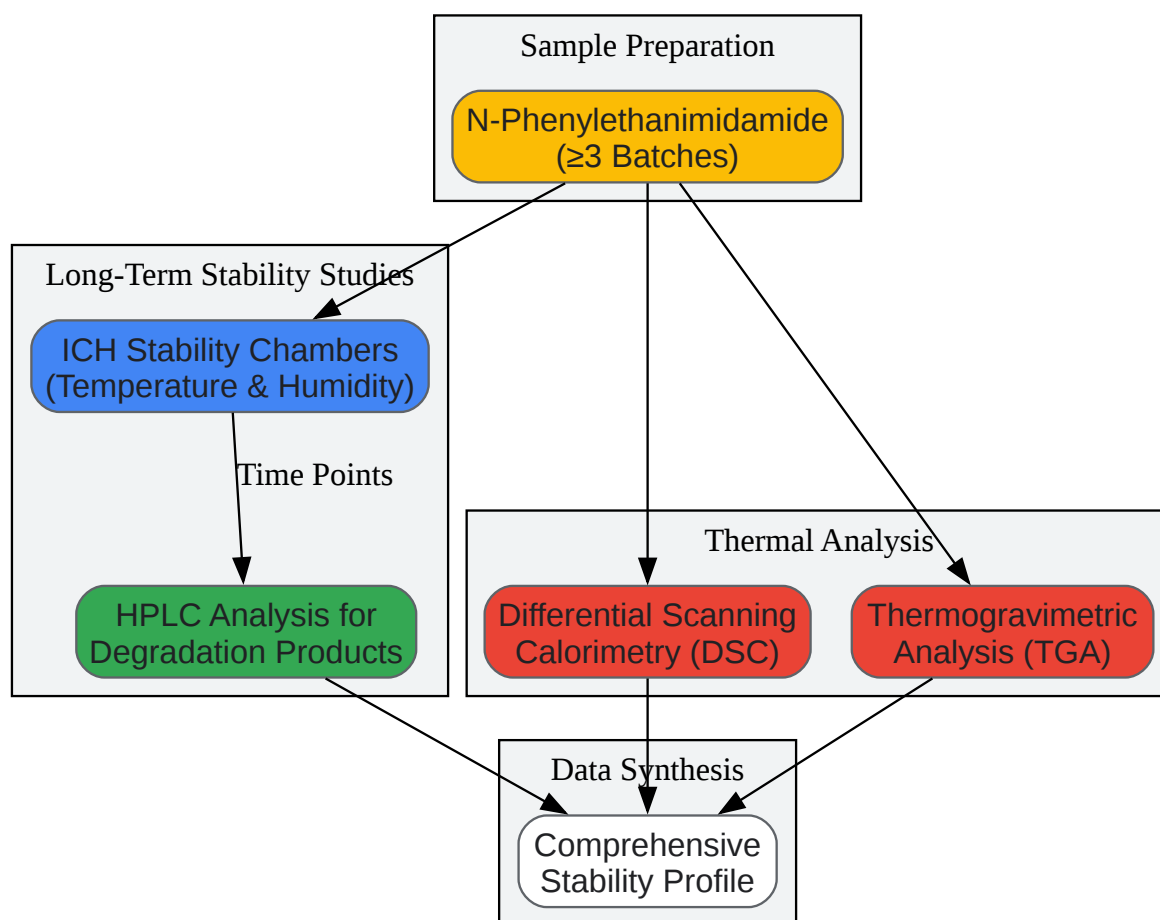 Sample Preparation
N-Phenylethanimidamide
(≥3 Batches)
Long-Term Stability Studies
ICH Stability Chambers
(Temperature & Humidity)
Time Points
HPLC Analysis for
Degradation Products
Thermal Analysis
Differential Scanning
Calorimetry (DSC)
Thermogravimetric
Analysis (TGA)
Data Synthesis
Comprehensive
Stability Profile